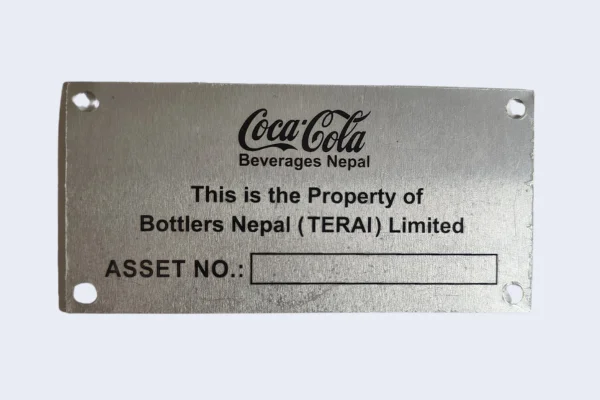 Coca-Cola
Beverages Nepal
This is the Property of
Bottlers Nepal (TERAI) Limited
ASSET NO.: